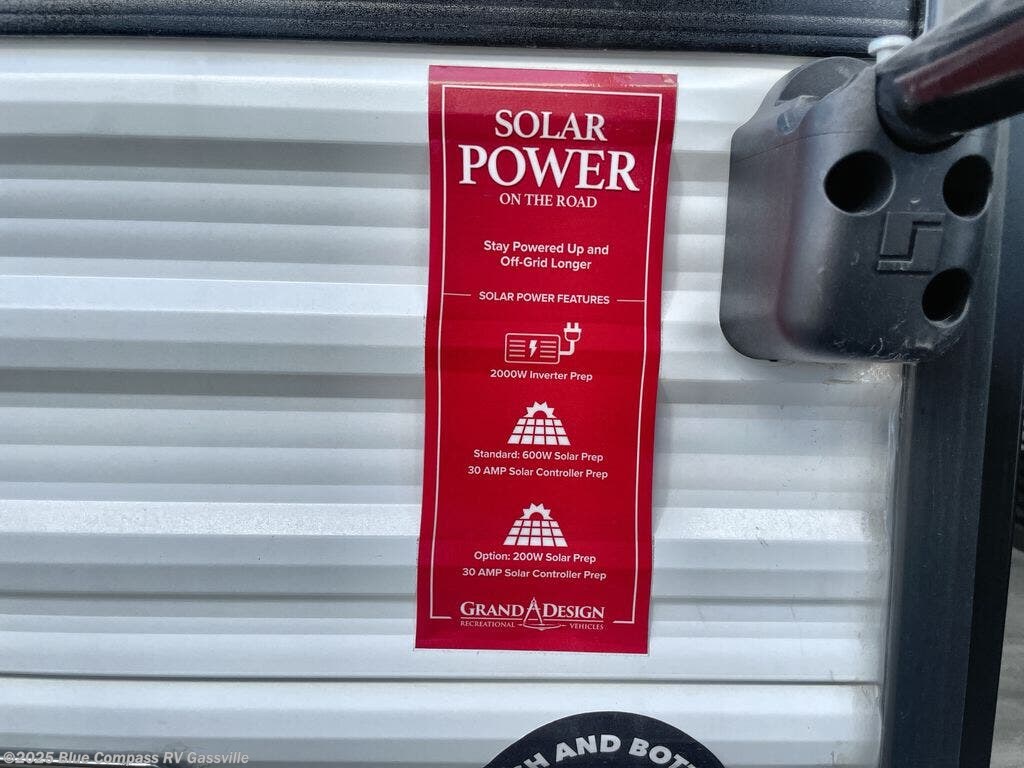 SOLAR
POWER
ON THE ROAD
Stay Powered Up and
Off-Grid Longer
SOLAR POWER FEATURES
2000W Inverter Prep
Standard: 600W Solar Prep
30 AMP Solar Controller Prep
Option: 200W Solar Prep
30 AMP Solar Controller Prep
GRAND DESIGN
RECREATIONAL VEHICLES
AND
©2025 Blue Compass RV Gassville